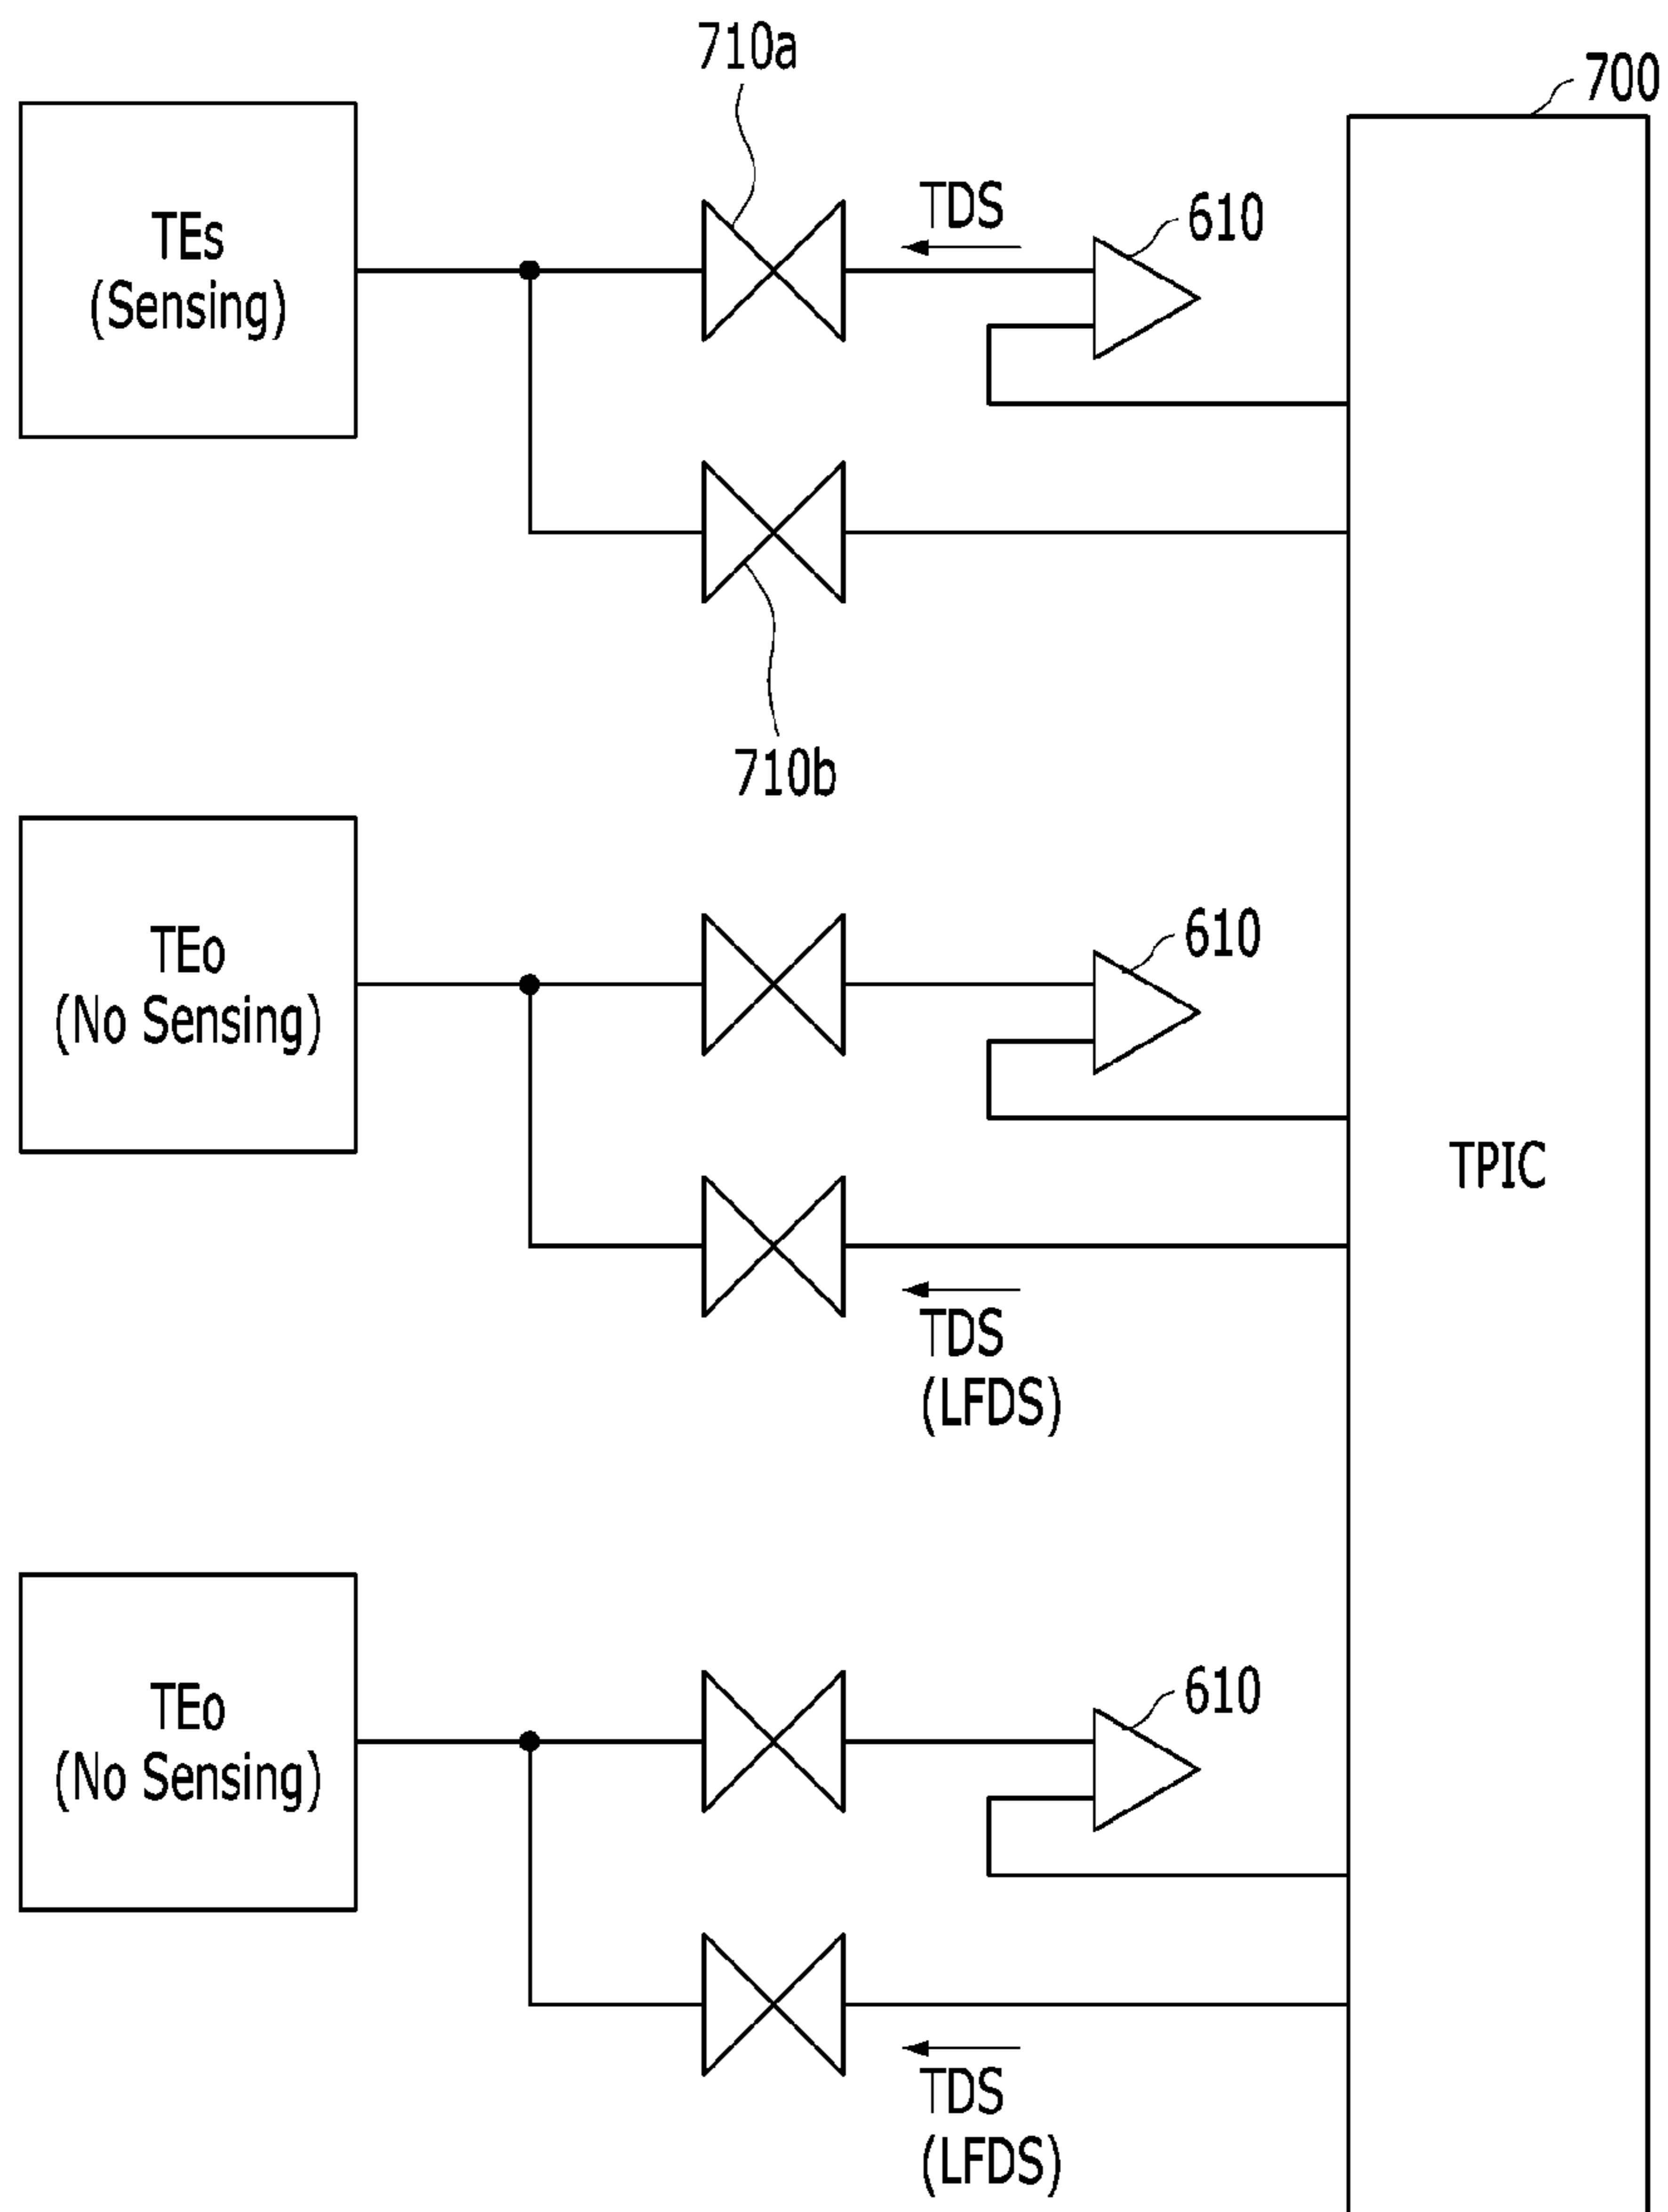 710a
700
TDS
610
TEs
(Sensing)
710b
610
TEo
(No Sensing)
TPIC
TDS
(LFDS)
610
TEo
(No Sensing)
TDS
(LFDS)